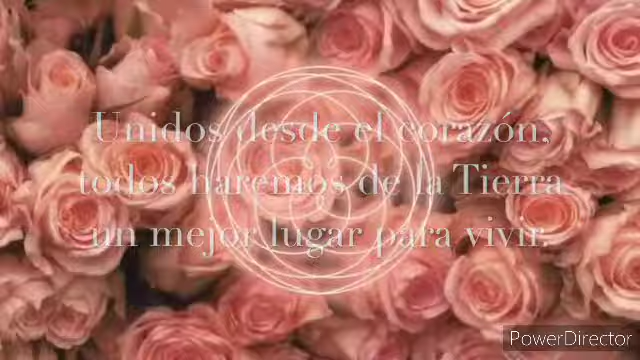 Unidos desde el corazón,
todos haremos de la Tierra
un mejor lugar para vivir.
PowerDirector